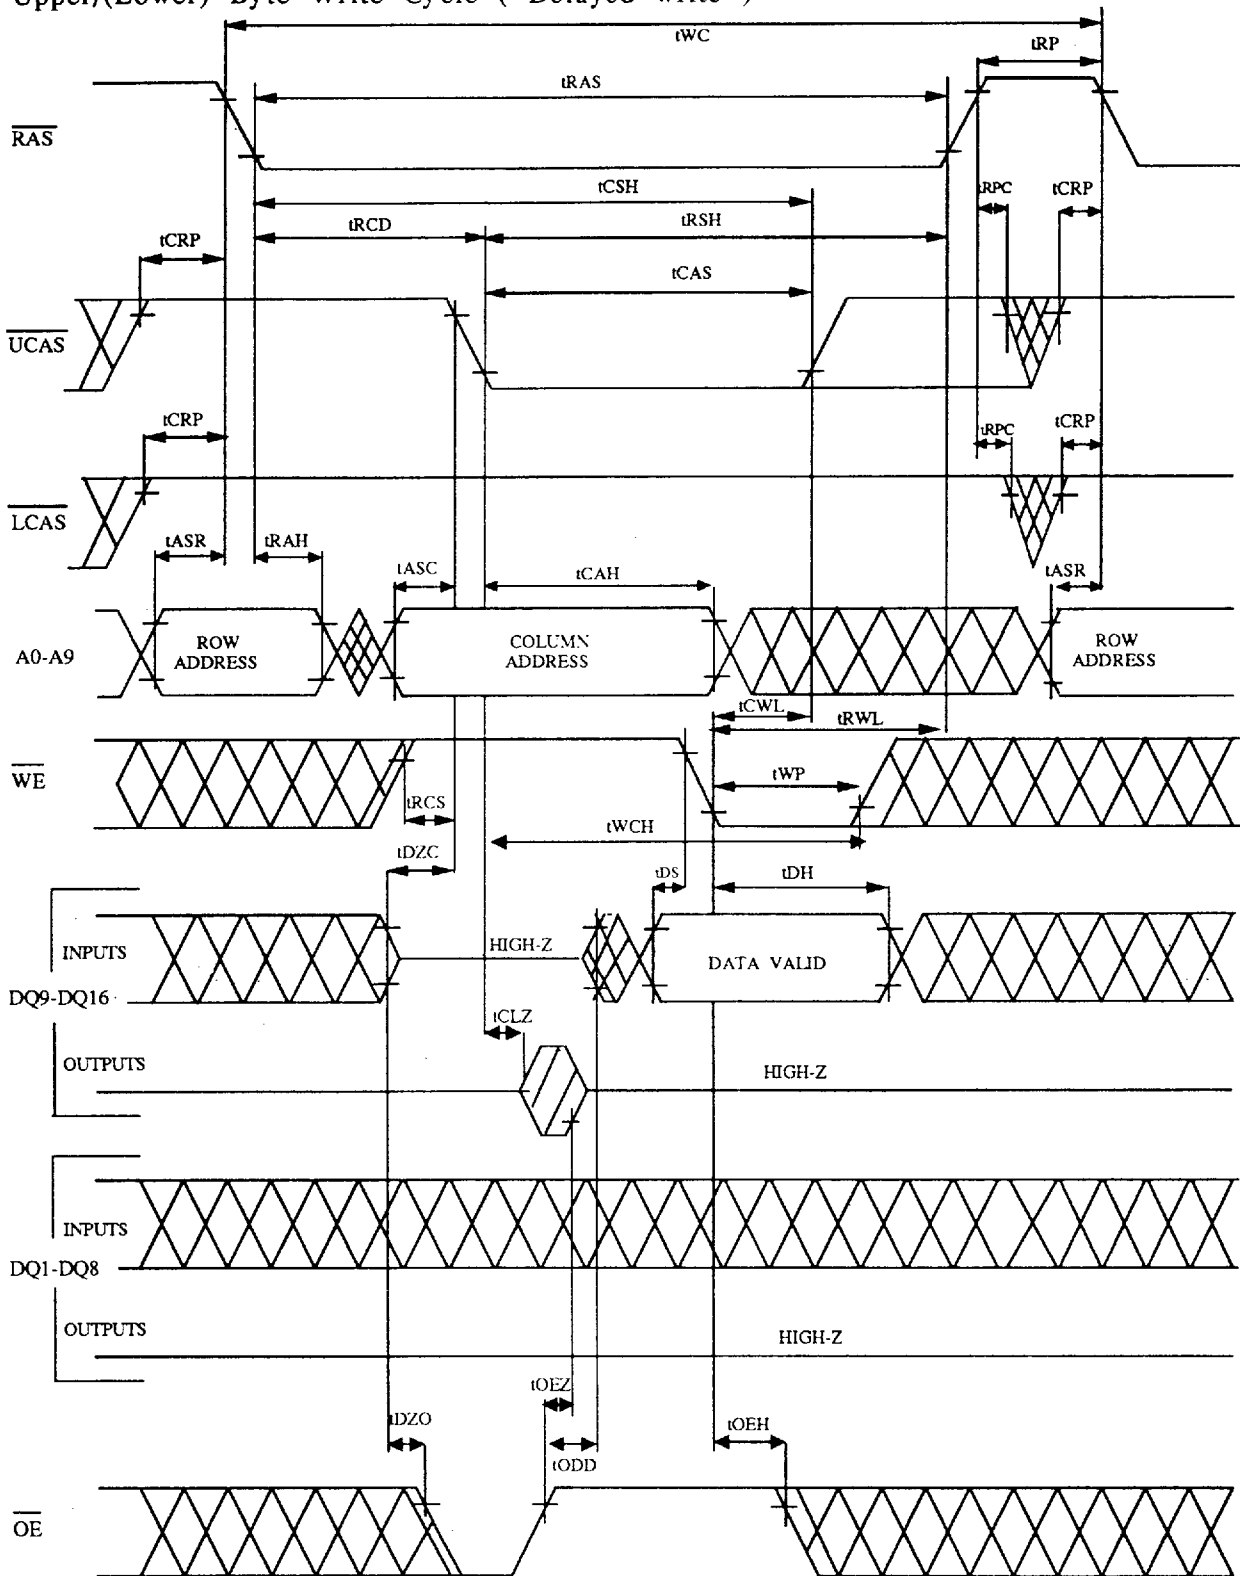 Upper/(Lower) Byte Write Cycle ( Delayed write )
tWC
tRP
tRAS
RAS
tCSH
tRPC
tCRP
tRCD
tRSH
tCRP
tCAS
UCAS
tCRP
tRPC
tCRP
LCAS
tASR
tRAH
tASC
tCAH
tASR
A0-A9
ROW
ADDRESS
COLUMN
ADDRESS
ROW
ADDRESS
tCWL
tRWL
WE
tWP
tRCS
tWCH
tDZC
tDS
tDH
INPUTS
HIGH-Z
DATA VALID
DQ9-DQ16
tCLZ
OUTPUTS
HIGH-Z
INPUTS
DQ1-DQ8
OUTPUTS
HIGH-Z
tOEZ
tDZO
tOEH
tODD
OE